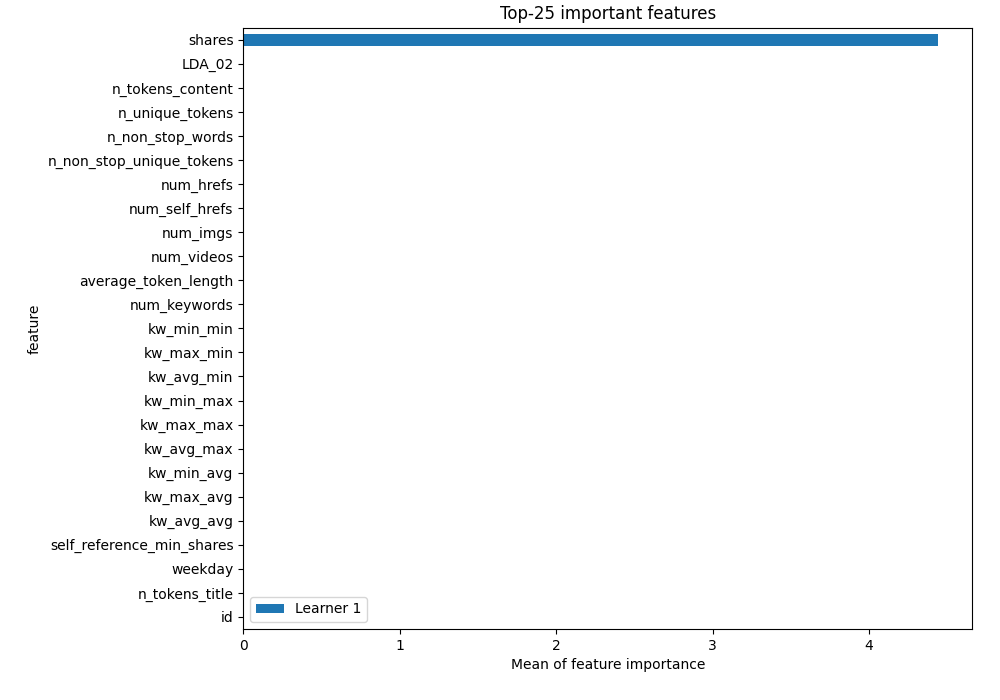 Top-25 important features
shares
LDA_02
n_tokens_content
n_unique_tokens
n_non_stop_words
n_non_stop_unique_tokens
num_hrefs
num_self_hrefs
num_imgs
num_videos
average_token_length
num_keywords
kw_min_min
kw_max_min
kw_avg_min
kw_min_max
kw_max_max
kw_avg_max
kw_min_avg
kw_max_avg
kw_avg_avg
self_reference_min_shares
weekday
n_tokens_title
id
feature
Learner 1
0 1 2 3 4
Mean of feature importance